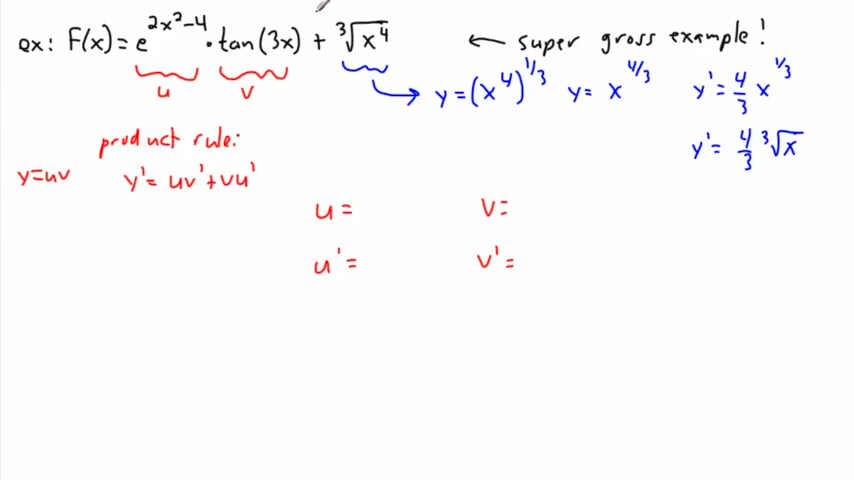 ex: F(x) = e^{2x²-4} · tan(3x) + ∛x⁴ ← super gross example!
u v y = (x⁴)^{1/3} y = x^{4/3} y' = 4/3 x^{1/3}
product rule: y' = 4/3 ∛x
y=uv y' = uv' + vu'
u = v =
u' = v' =